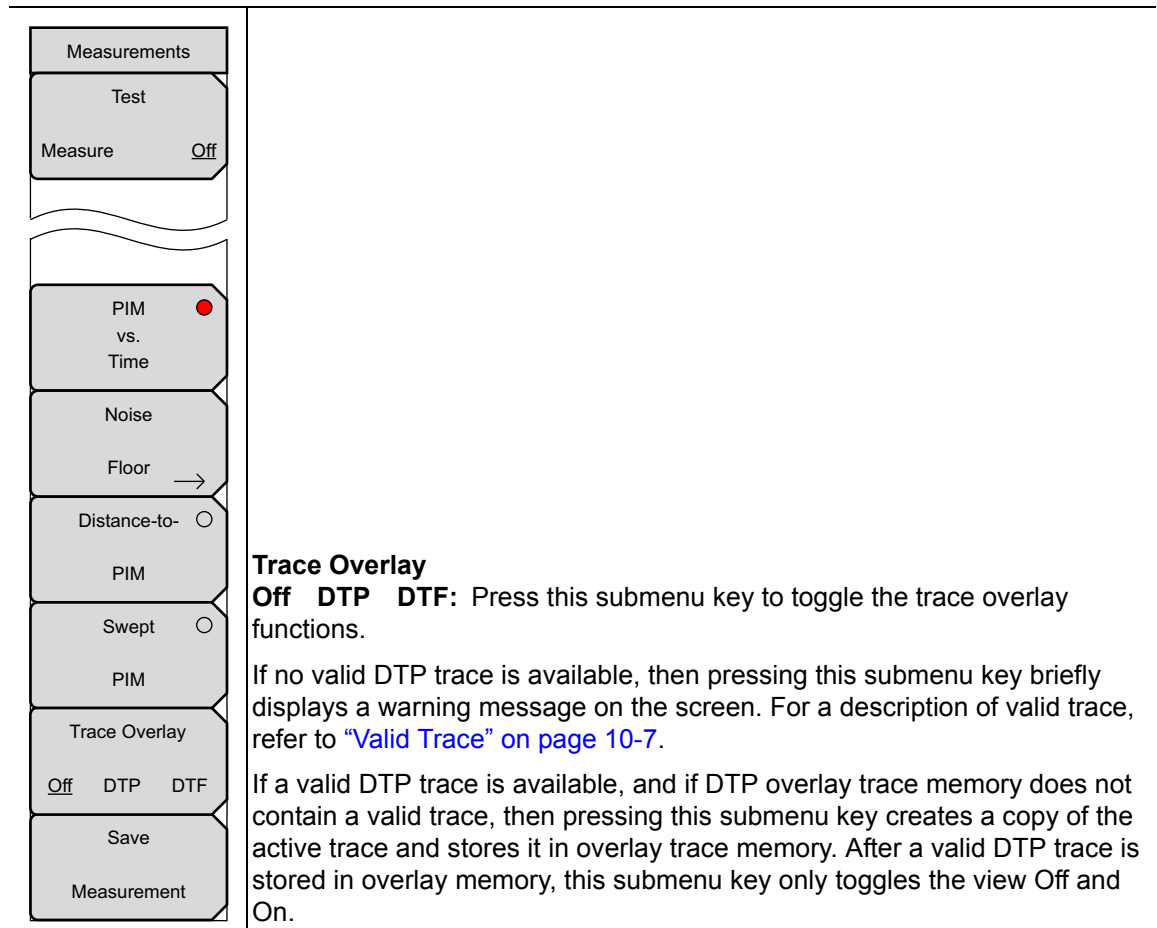 Measurements
Test
Measure Off
PIM
vs.
Time
Noise
Floor
Distance-to-
PIM
Swept
PIM
Trace Overlay
Off DTP DTF
Save
Measurement
Trace Overlay
Off DTP DTF: Press this submenu key to toggle the trace overlay
functions.
If no valid DTP trace is available, then pressing this submenu key briefly
displays a warning message on the screen. For a description of valid trace,
refer to “Valid Trace” on page 10-7.
If a valid DTP trace is available, and if DTP overlay trace memory does not
contain a valid trace, then pressing this submenu key creates a copy of the
active trace and stores it in overlay trace memory. After a valid DTP trace is
stored in overlay memory, this submenu key only toggles the view Off and
On.